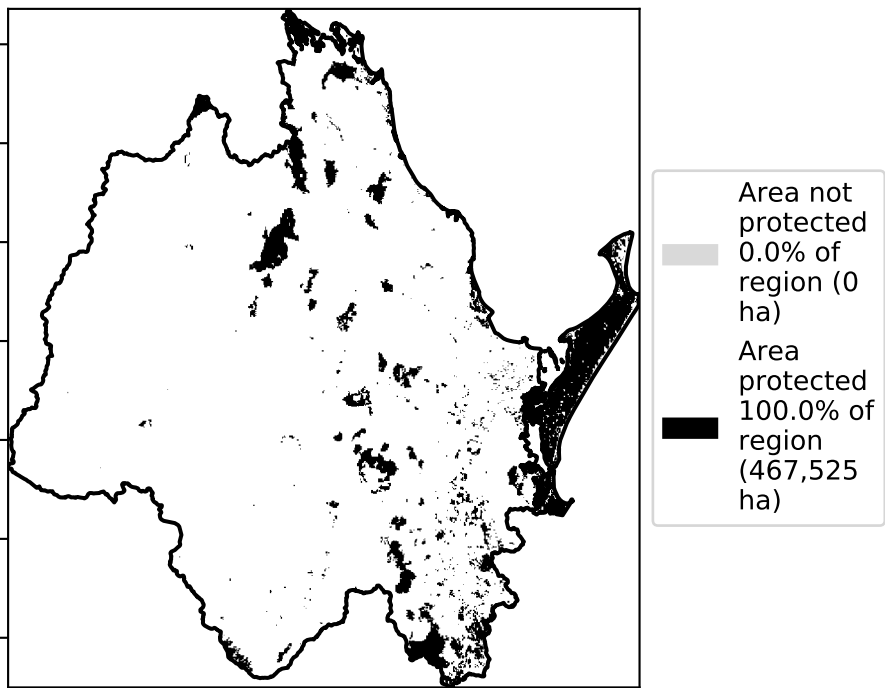 Area not
protected
0.0% of
region (0
ha)
Area
protected
100.0% of
region
(467,525
ha)